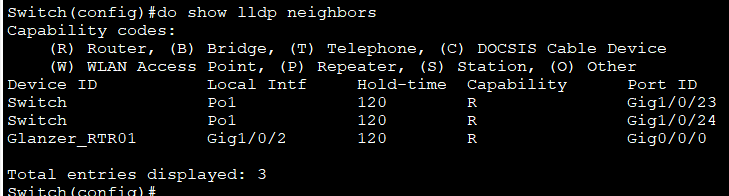 Switch(config)#do show lldp neighbors
Capability codes:
    (R) Router, (B) Bridge, (T) Telephone, (C) DOCSIS Cable Device
    (W) WLAN Access Point, (P) Repeater, (S) Station, (O) Other
Device ID           Local Intf     Hold-time  Capability      Port ID
Switch              Po1            120        R               Gig1/0/23
Switch              Po1            120        R               Gig1/0/24
Glanzer_RTR01       Gig1/0/2       120        R               Gig0/0/0

Total entries displayed: 3
Switch(config)#